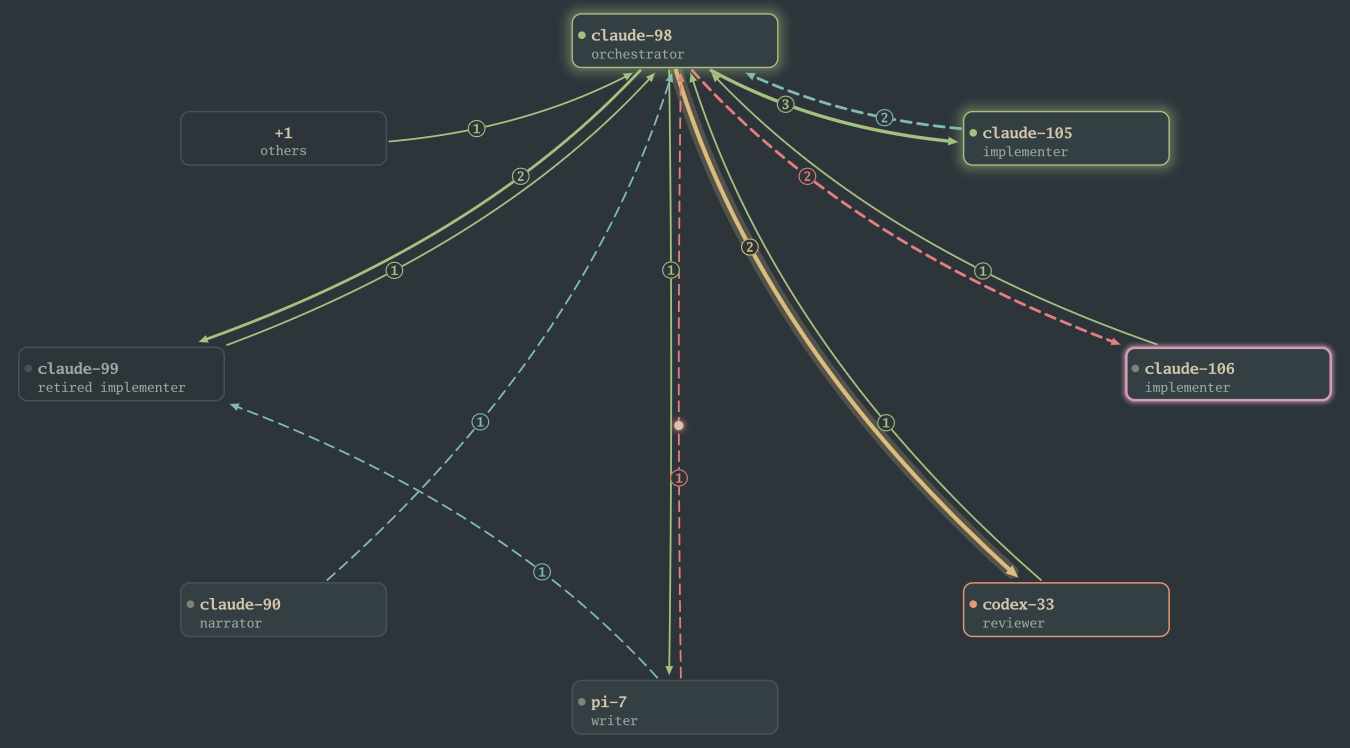 claude-98
orchestrator
3
2
+1
others
1
claude-105
implementer
2
2
2
1
1
1
claude-99
retired implementer
claude-106
implementer
1
1
1
1
claude-90
narrator
codex-33
reviewer
pi-7
writer